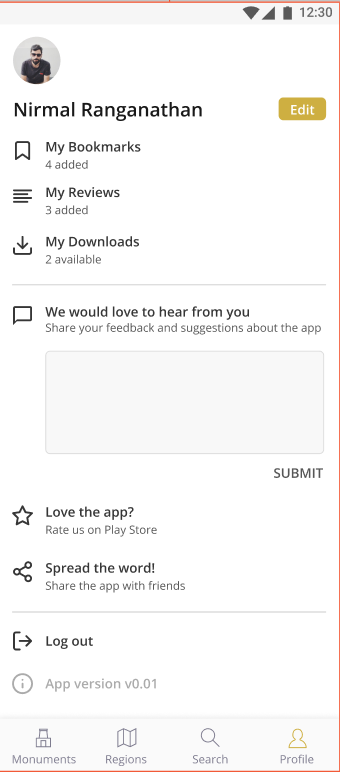 12:30
Nirmal Ranganathan
Edit
My Bookmarks
4 added
My Reviews
3 added
My Downloads
2 available
We would love to hear from you
Share your feedback and suggestions about the app
SUBMIT
Love the app?
Rate us on Play Store
Spread the word!
Share the app with friends
Log out
App version v0.01
Monuments
Regions
Search
Profile